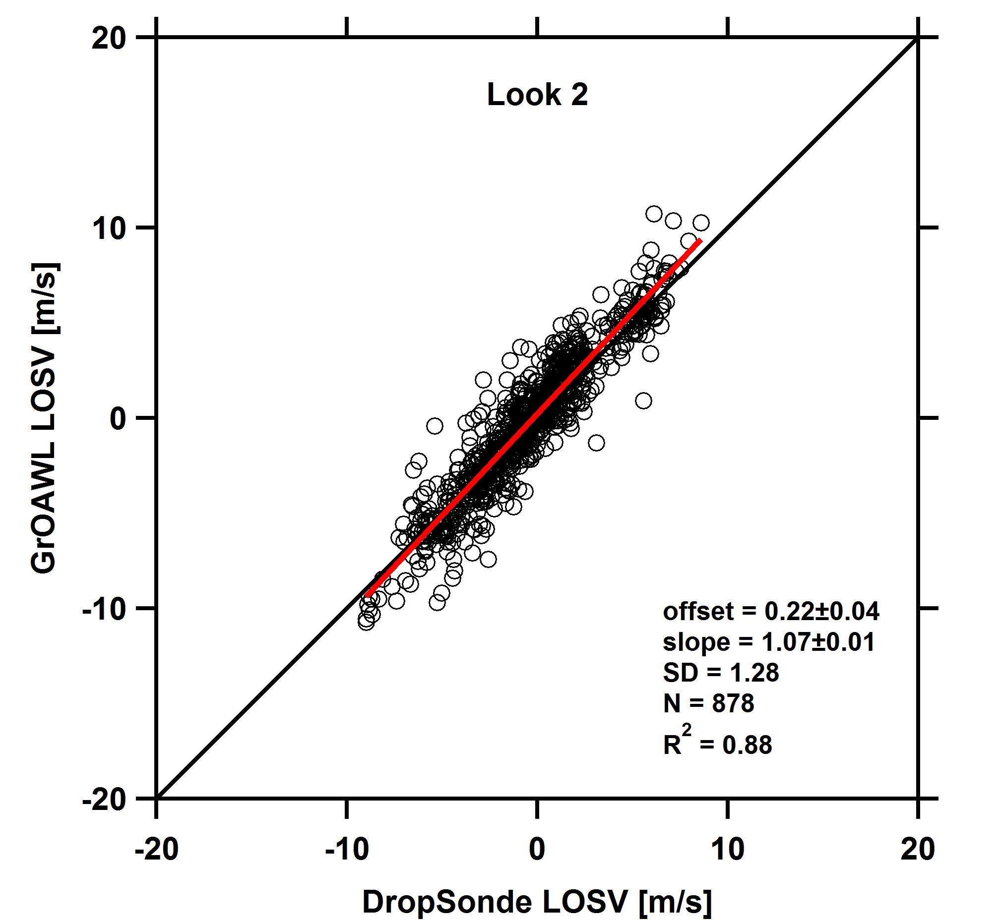 Look 2
20
10
0
-10
-20
GrOAWL LOSV [m/s]
offset = 0.22±0.04
slope = 1.07±0.01
SD = 1.28
N = 878
R² = 0.88
-20 -10 0 10 20
DropSonde LOSV [m/s]